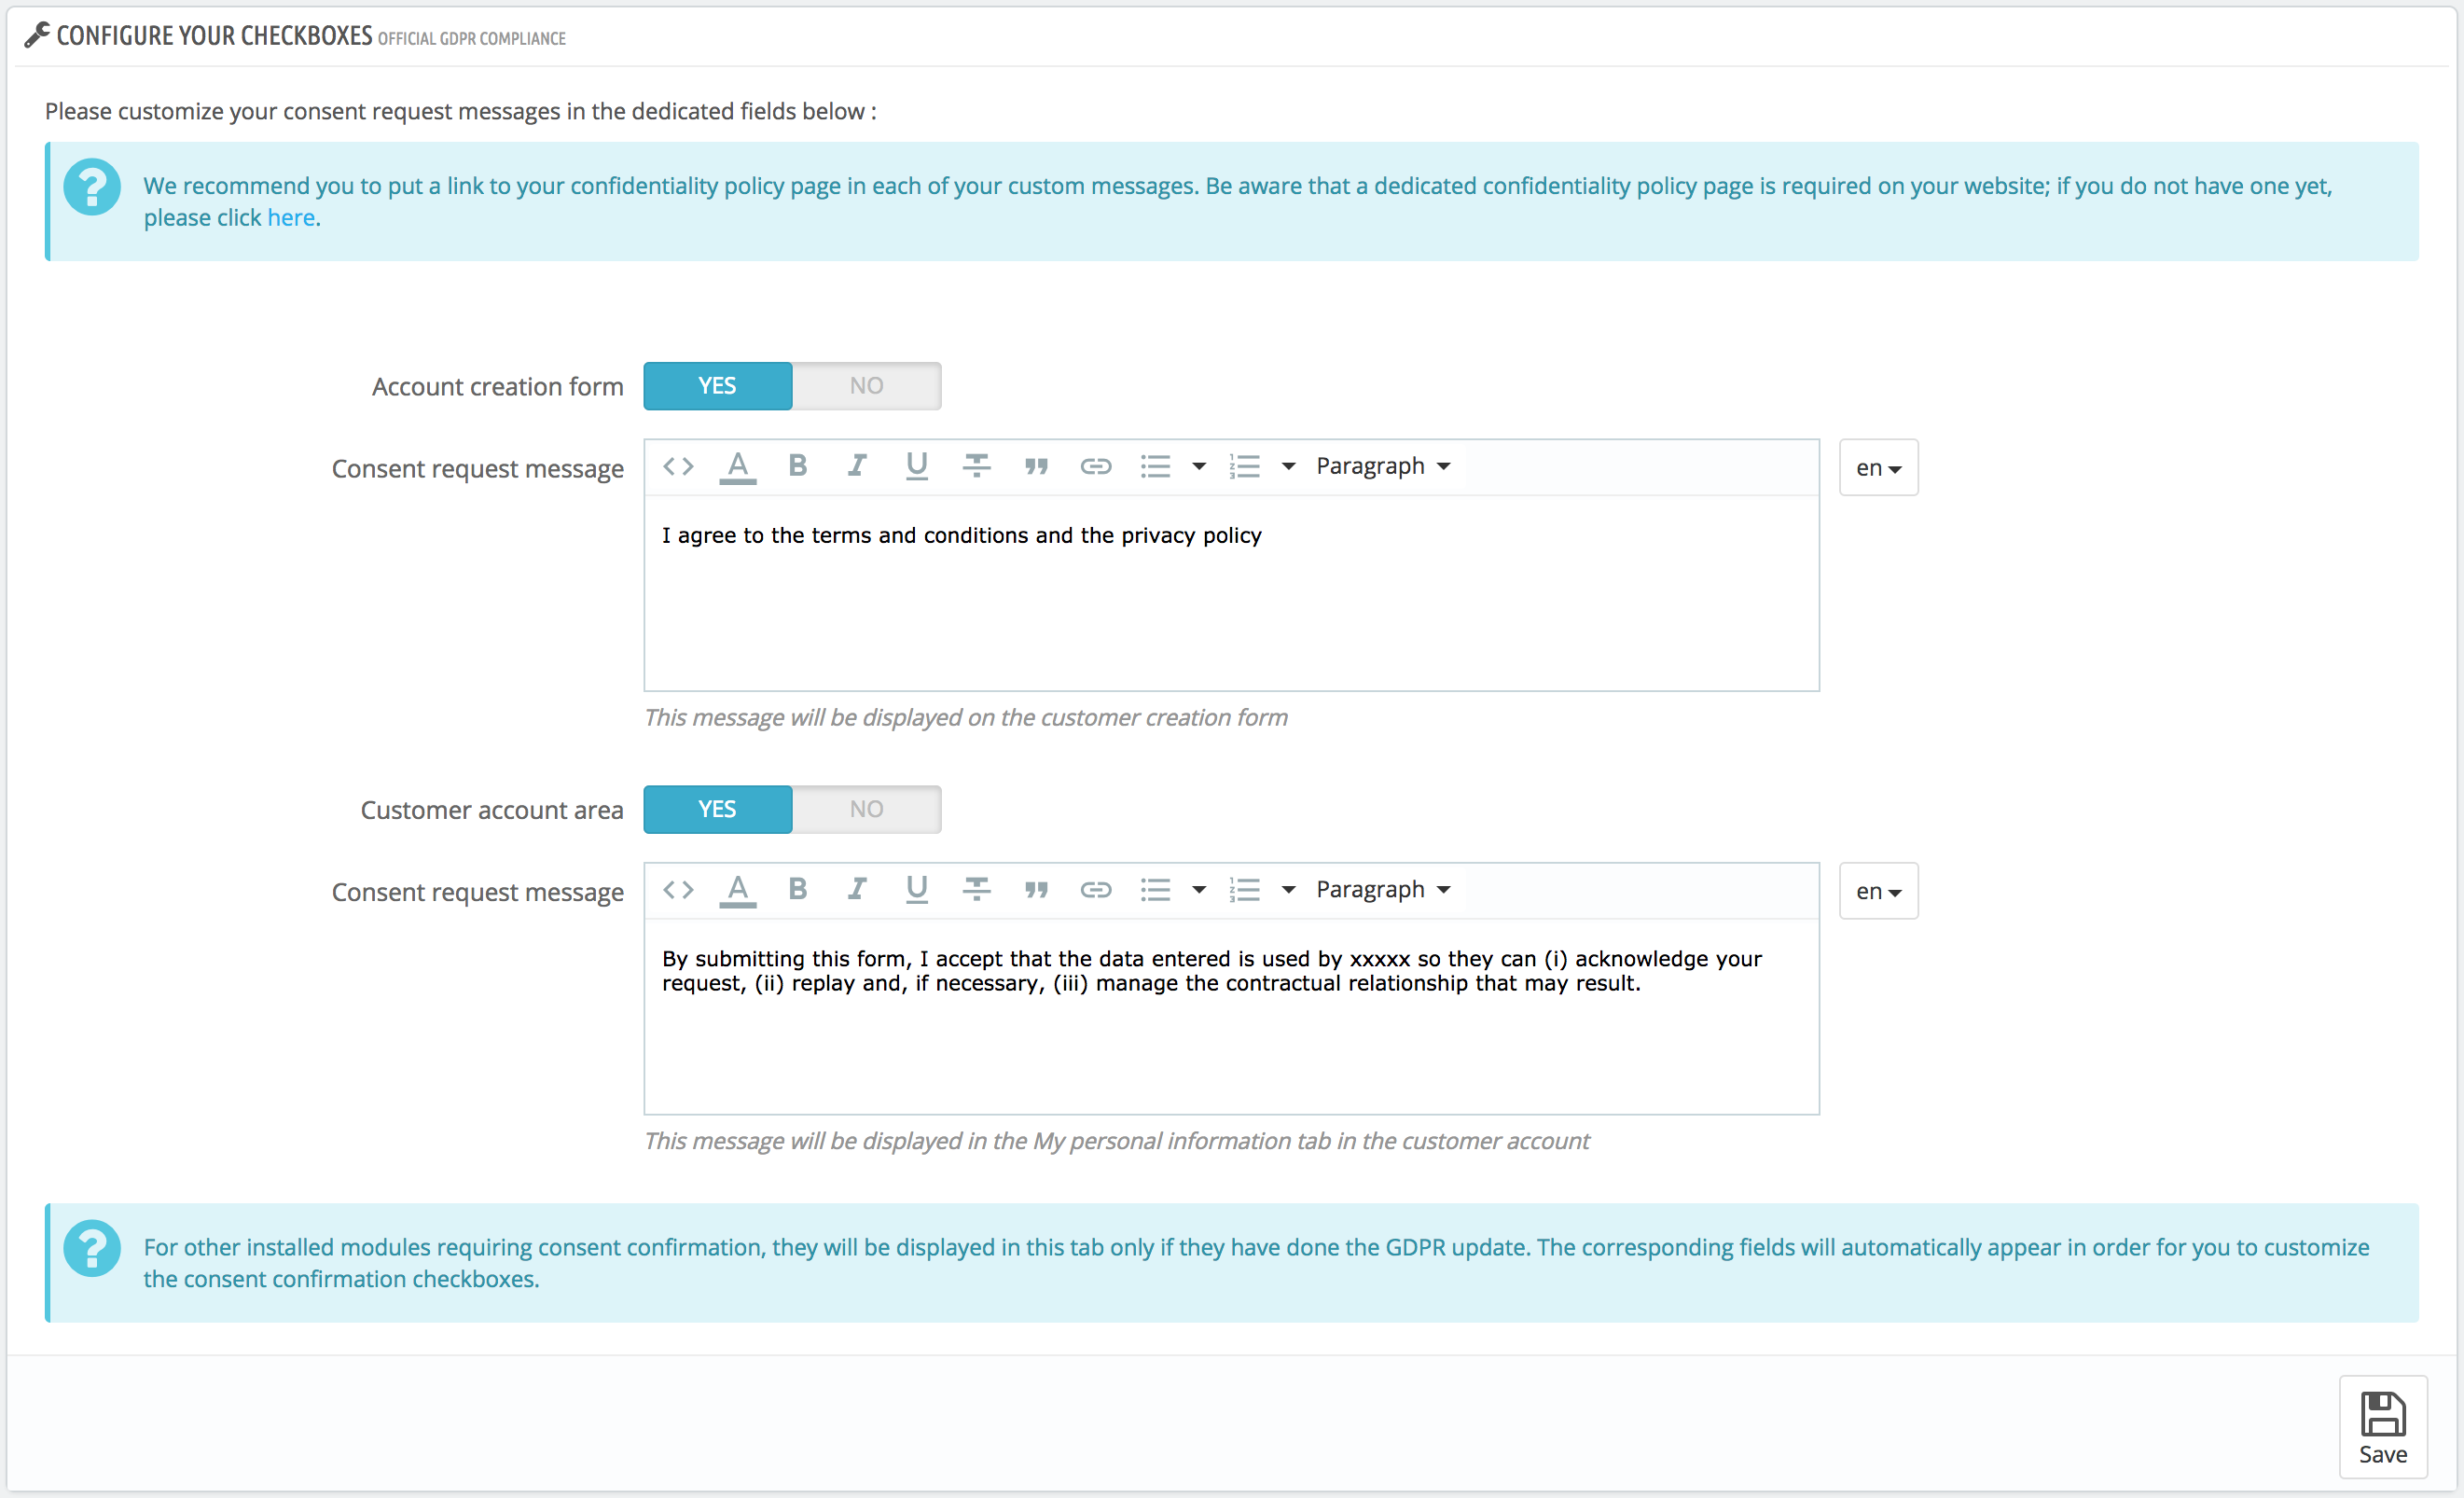 CONFIGURE YOUR CHECKBOXES OFFICIAL GDPR COMPLIANCE
Please customize your consent request messages in the dedicated fields below :
We recommend you to put a link to your confidentiality policy page in each of your custom messages. Be aware that a dedicated confidentiality policy page is required on your website; if you do not have one yet,
please click here.
Account creation form YES NO
Consent request message A B I U Paragraph en
I agree to the terms and conditions and the privacy policy
This message will be displayed on the customer creation form
Customer account area YES NO
Consent request message A B I U Paragraph en
By submitting this form, I accept that the data entered is used by xxxxx so they can (i) acknowledge your
request, (ii) replay and, if necessary, (iii) manage the contractual relationship that may result.
This message will be displayed in the My personal information tab in the customer account
For other installed modules requiring consent confirmation, they will be displayed in this tab only if they have done the GDPR update. The corresponding fields will automatically appear in order for you to customize
the consent confirmation checkboxes.
Save